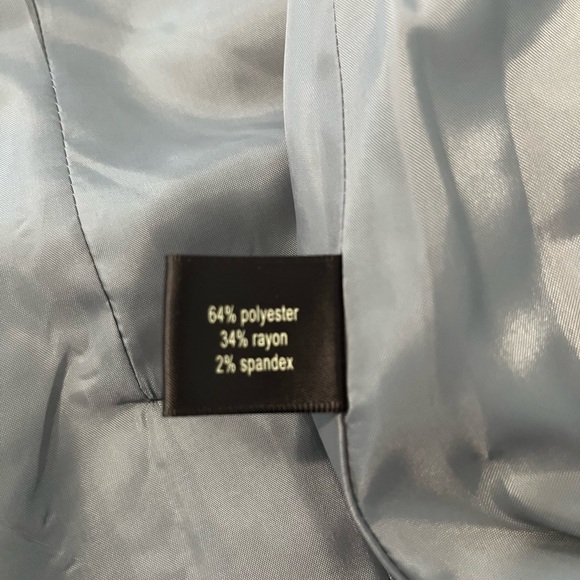 64% polyester
34% rayon
2% spandex